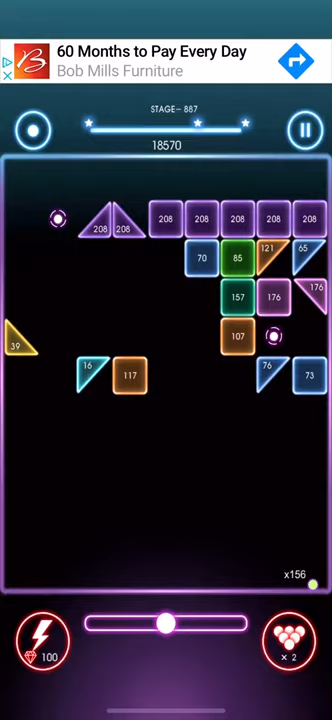 60 Months to Pay Every Day
Bob Mills Furniture
STAGE- 887
18570
208 208 208 208 208 208 208
70 85 121 65
157 176 176
39 107
16 117 76 73
x156
100
× 2